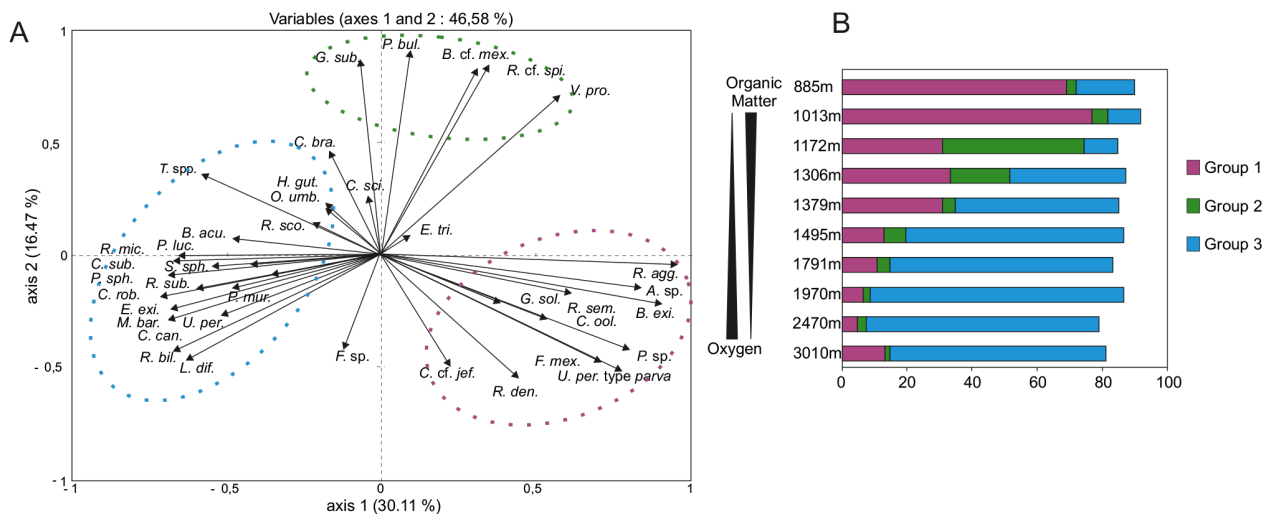 A
Variables (axes 1 and 2 : 46,58 %)
1
0,5
0
- 0,5
- 1
axis 2 (16.47 %)
- 1
- 0,5
0
0,5
1
axis 1 (30.11 %)
G. sub.
P. bul.
B. cf. mex.
R. cf. spi.
V. pro.
C. bra.
T. spp.
H. gut.
O. umb.
C. sci.
R. sco.
E. tri.
B. acu.
P. luc.
R. mic.
C. sub.
S. sph.
P. sph.
R. sub.
C. rob.
P. mur.
E. exi.
M. bar.
U. per.
C. can.
R. bil.
L. dif.
F. sp.
C. cf. jef.
R. den.
R. agg.
A. sp.
G. sol.
R. sem.
B. exi.
C. ool.
F. mex.
P. sp.
U. per. type parva
Organic
Matter
Oxygen
B
885m
1013m
1172m
1306m
1379m
1495m
1791m
1970m
2470m
3010m
0
20
40
60
80
100
Group 1
Group 2
Group 3